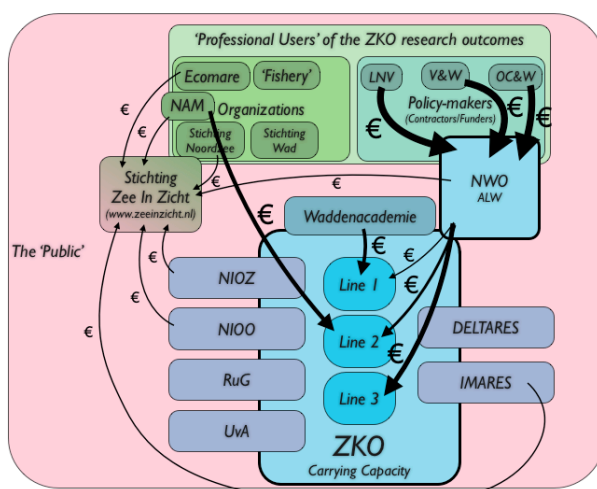 'Professional Users' of the ZKO research outcomes
Ecomare
'Fishery'
NAM
Organizations
Stichting
Noordzee
Stichting
Wad
LNV
V&W
OC&W
Policy-makers
(Contractors/Funders)
€
€
€
€
€
€
€
Stichting
Zee In Zicht
(www.zeeinzicht.nl)
€
NWO
ALW
The 'Public'
Waddenacademie
€
€
€
Line 1
€
Line 2
€
Line 3
NIOZ
€
NIOO
€
RuG
UvA
€
DELTARES
IMARES
ZKO
Carrying Capacity